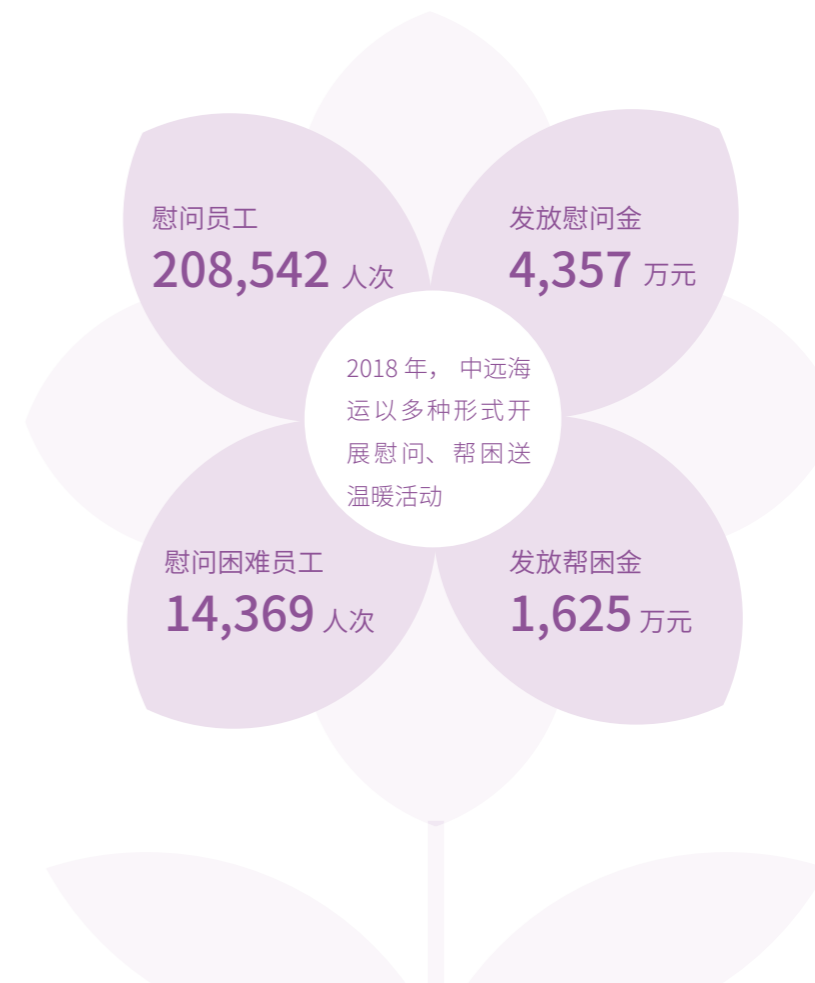 慰问员工
208,542 人次
发放慰问金
4,357 万元
2018 年， 中远海
运以多种形式开
展慰问、帮困送
温暖活动
慰问困难员工
14,369 人次
发放帮困金
1,625 万元